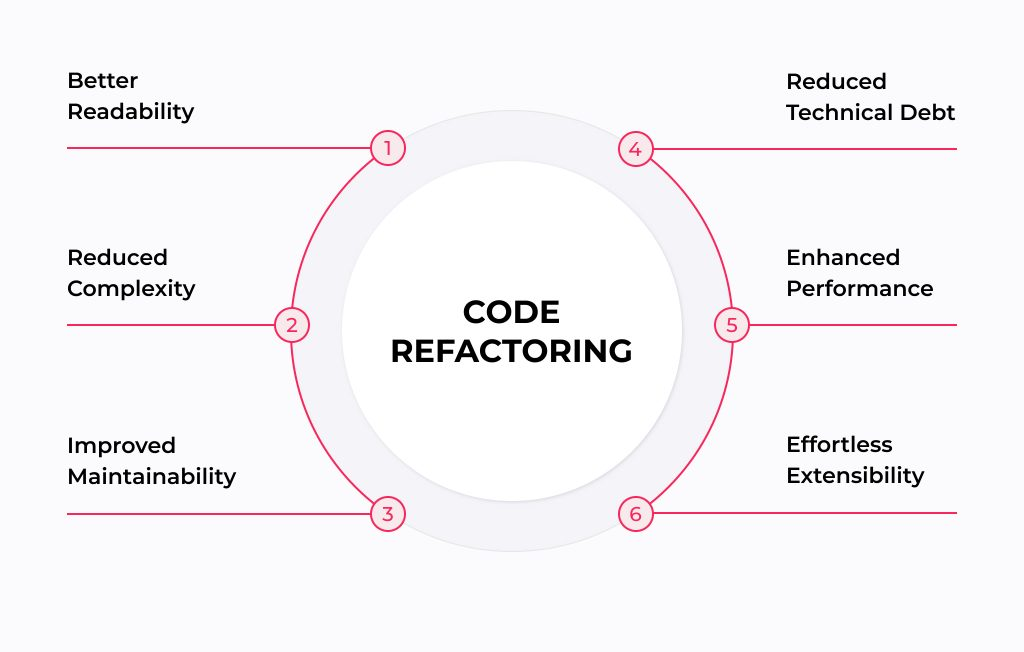 Better
Readability
1
Reduced
Complexity
2
Improved
Maintainability
3
CODE
REFACTORING
Reduced
Technical Debt
4
Enhanced
Performance
5
Effortless
Extensibility
6